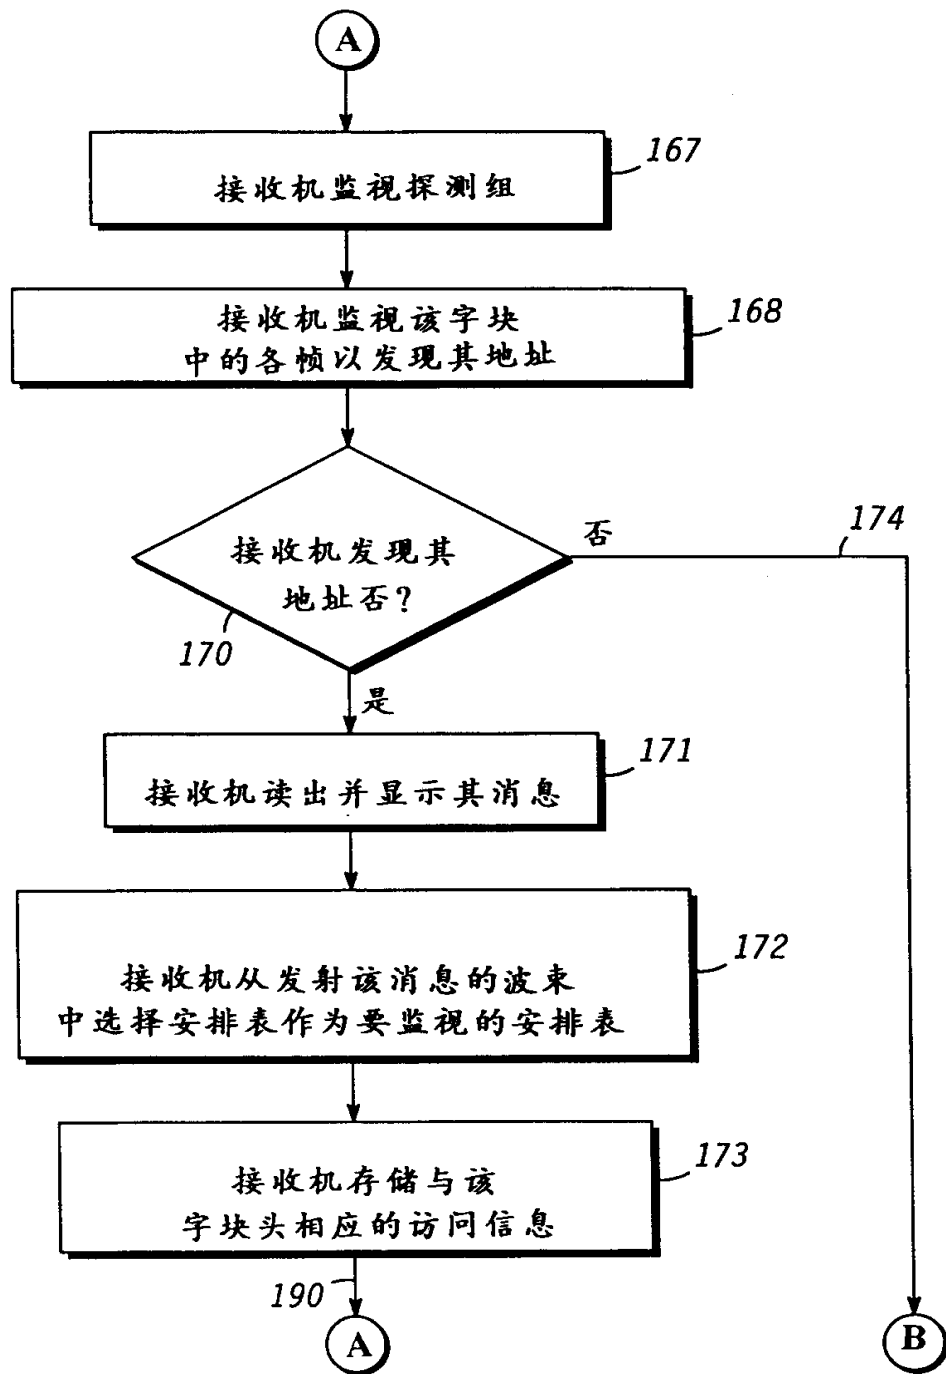 A
167
接收机监视探测组
168
接收机监视该字块
中的各帧以发现其地址
174
否
接收机发现其
地址否？
170
是
171
接收机读出并显示其消息
172
接收机从发射该消息的波束
中选择安排表作为要监视的安排表
173
接收机存储与该
字块头相应的访问信息
190
A
B